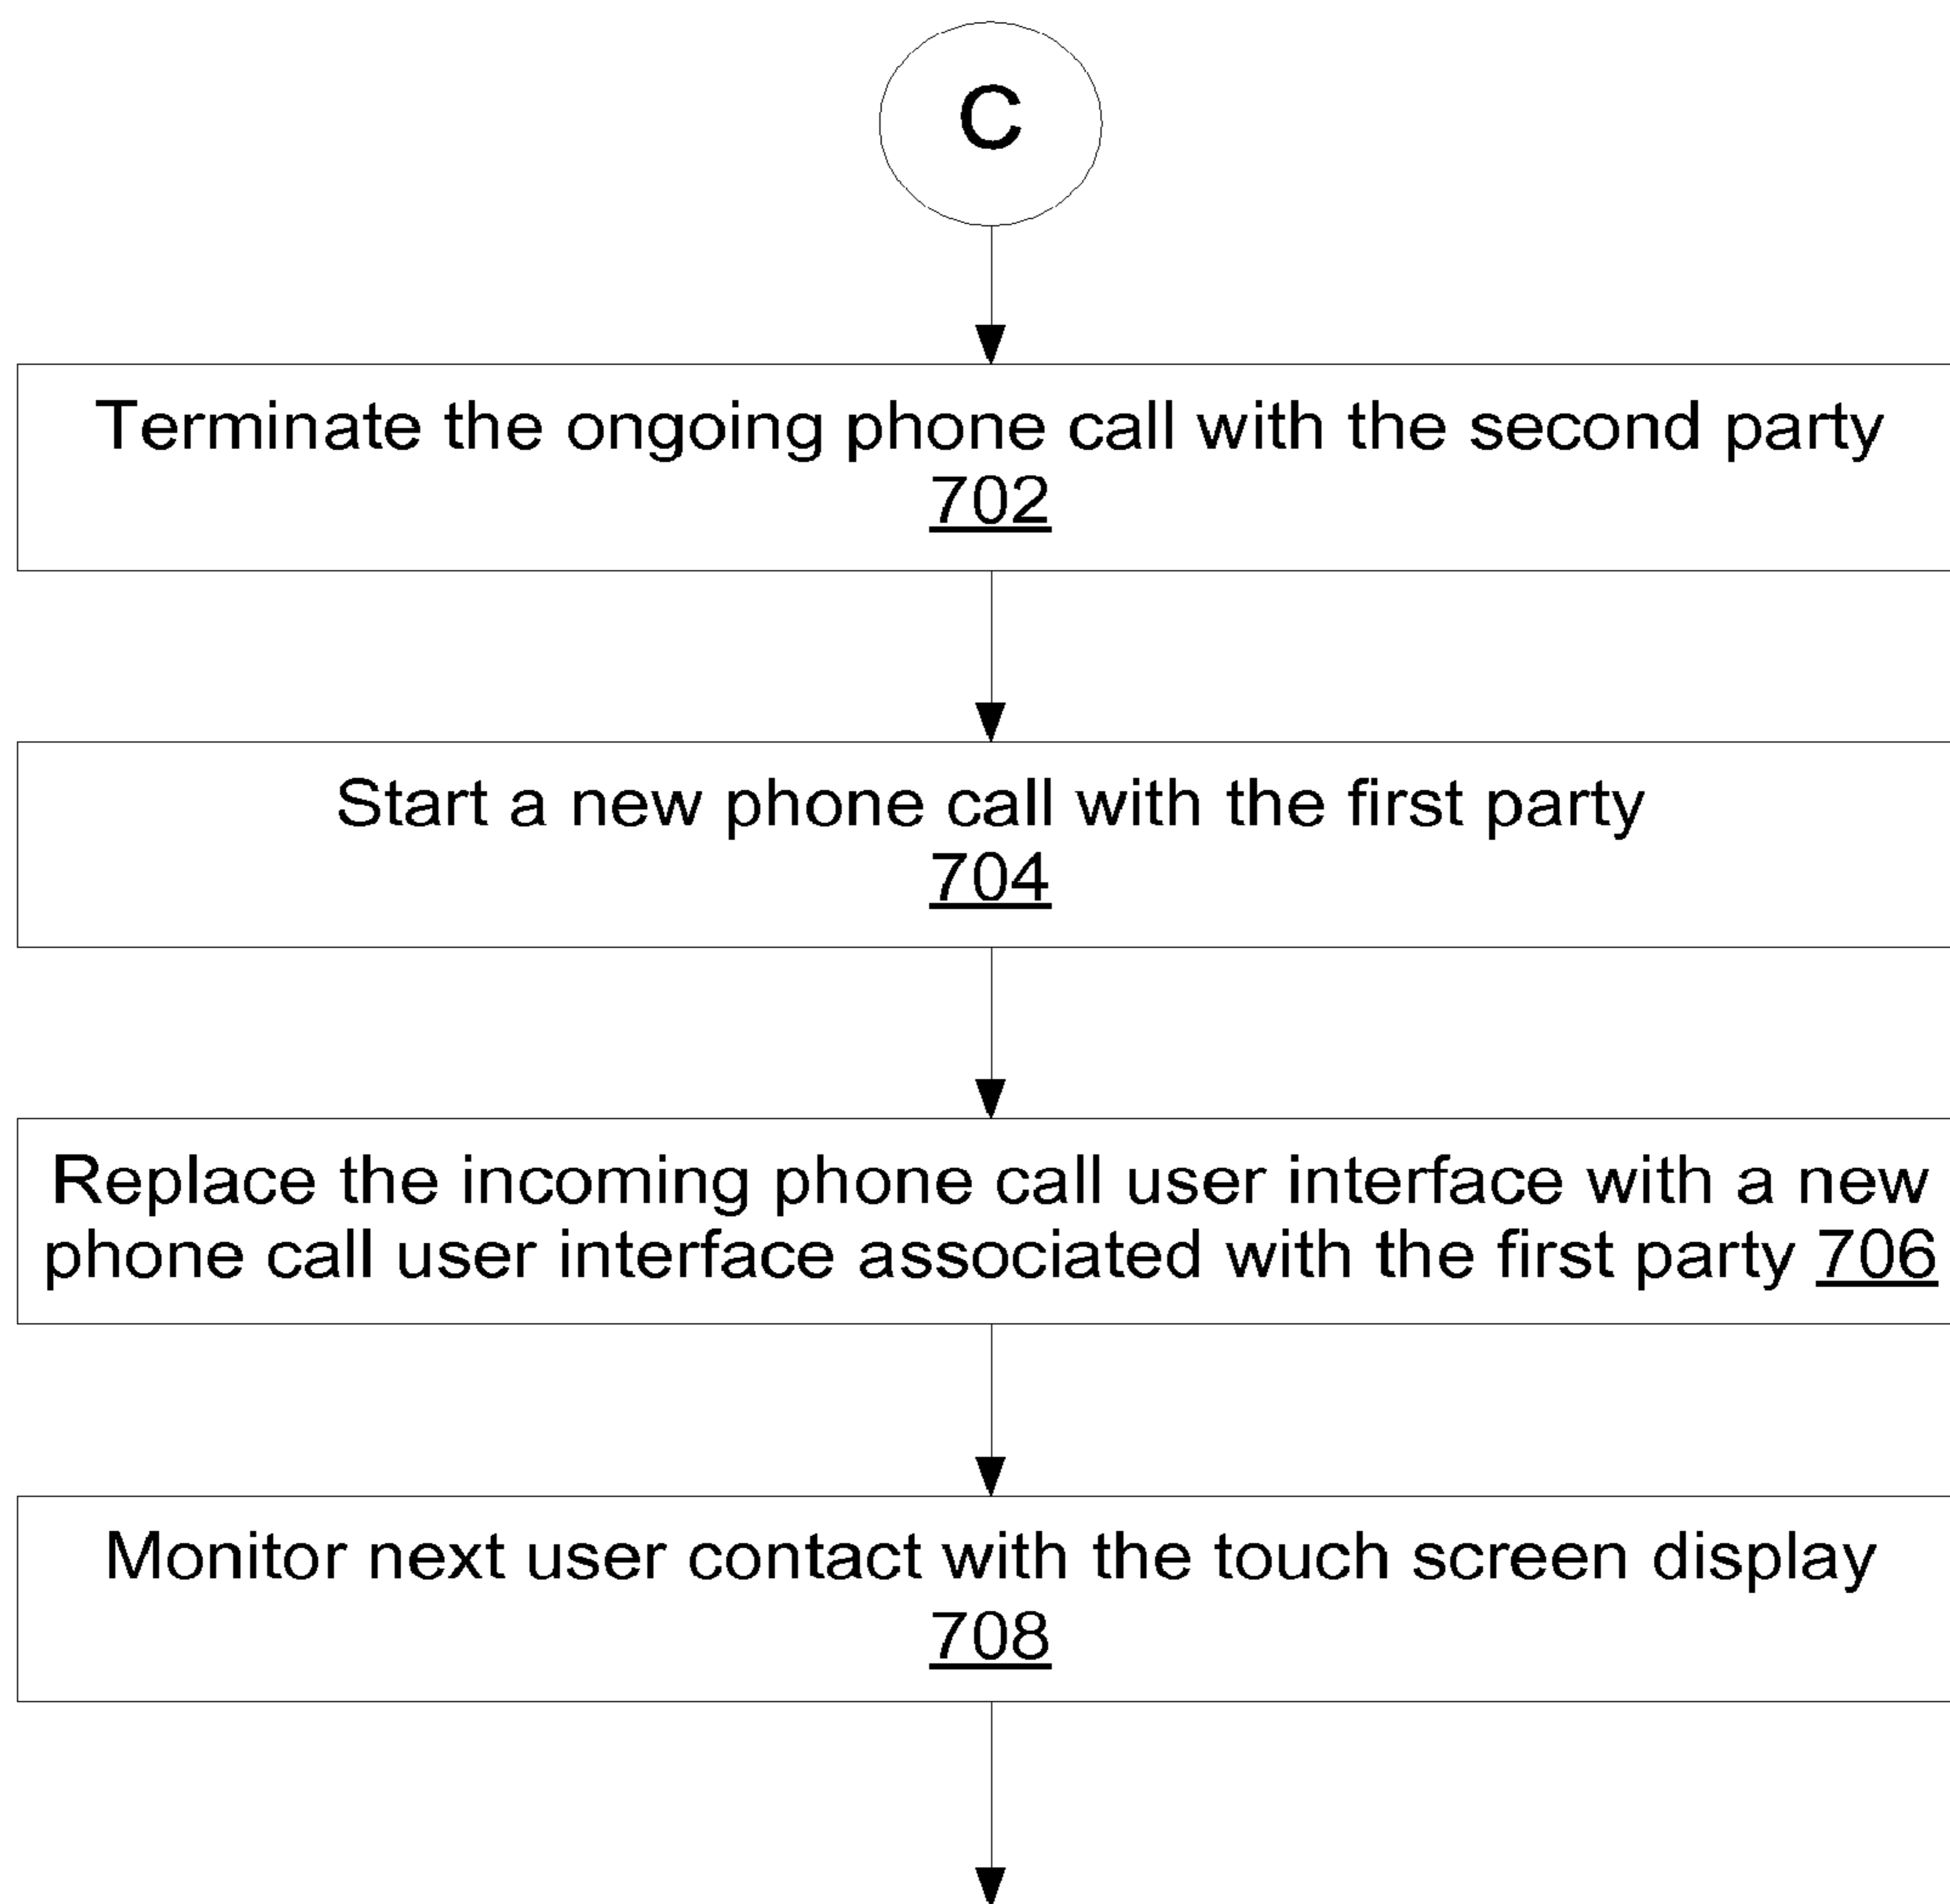 C
Terminate the ongoing phone call with the second party
702
Start a new phone call with the first party
704
Replace the incoming phone call user interface with a new
phone call user interface associated with the first party 706
Monitor next user contact with the touch screen display
708